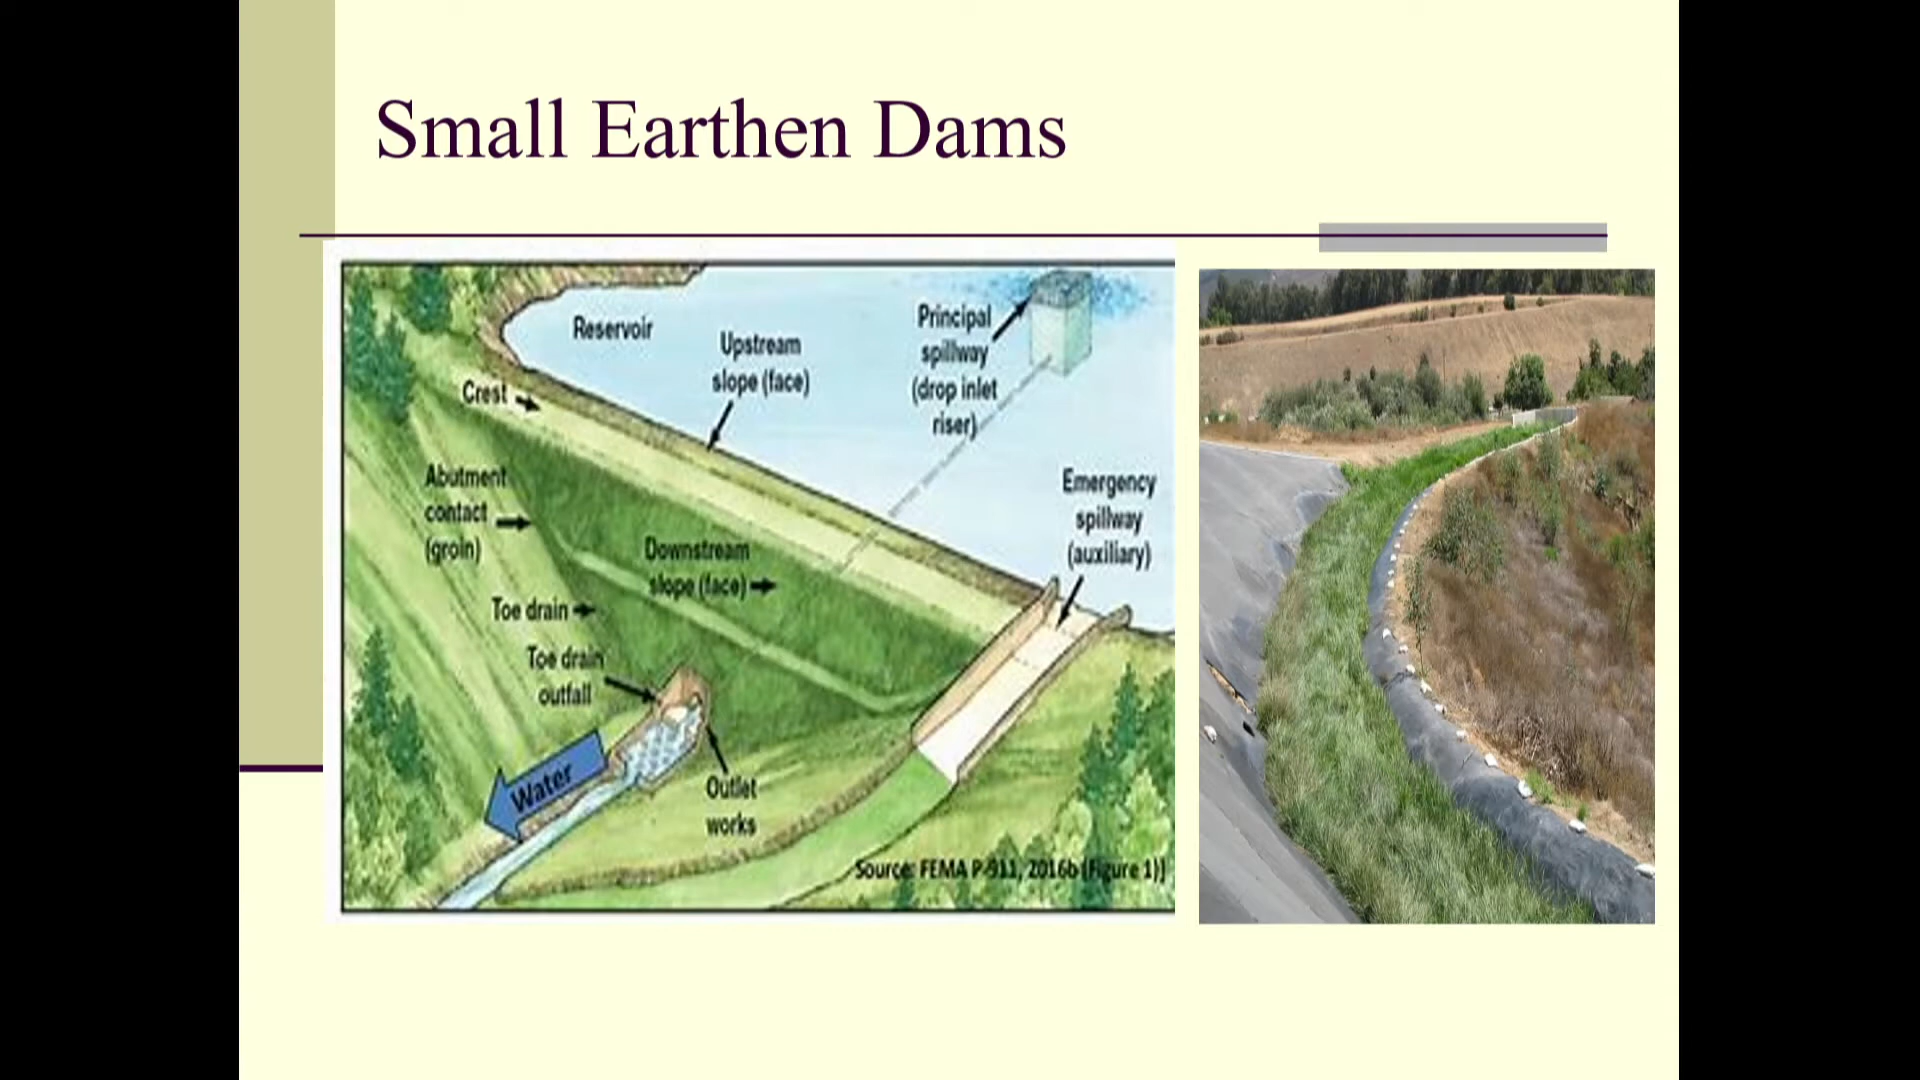 Small Earthen Dams
Reservoir
Upstream
slope (face)
Principal
spillway
(drop inlet
riser)
Crest
Abutment
contact
(groin)
Emergency
spillway
(auxiliary)
Downstream
slope (face)
Toe drain
Toe drain
outfall
Water
Outlet
works
Source: FEMA P-911, 2016b (Figure 1)]